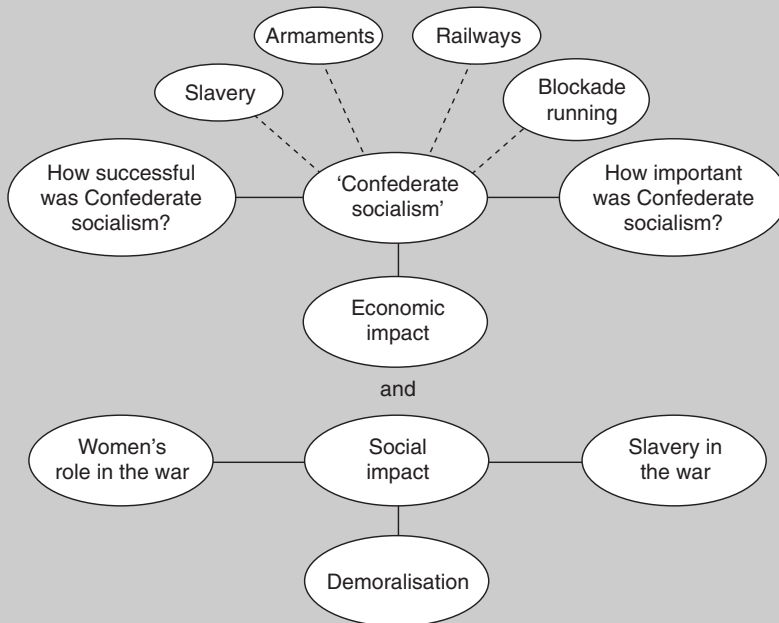 Armaments
Railways
Slavery
Blockade
running
How successful
was Confederate
socialism?
‘Confederate
socialism’
How important
was Confederate
socialism?
Economic
impact
and
Women’s
role in the war
Social
impact
Slavery in
the war
Demoralisation